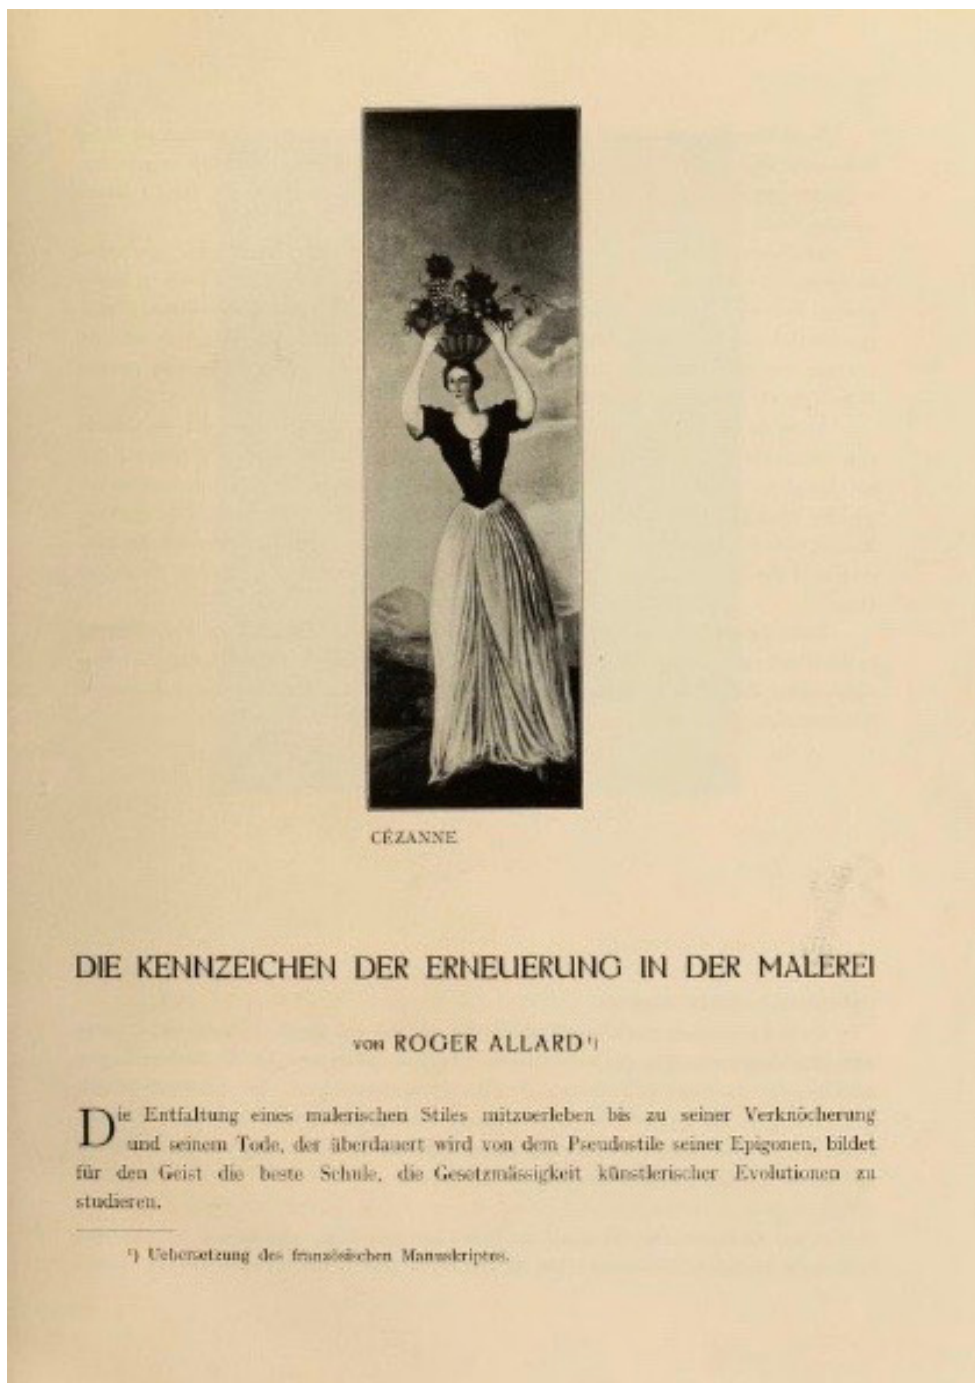 CÉZANNE
DIE KENNZEICHEN DER ERNEUERUNG IN DER MALEREI
VON ROGER ALLARD ¹)
Die Entfaltung eines malerischen Stiles mitzuerleben bis zu seiner Verknöcherung
und seinem Tode, der überdauert wird von dem Pseudostile seiner Epigonen, bildet
für den Geist die beste Schule, die Gesetzmässigkeit künstlerischer Evolutionen zu
studieren.
¹) Uebersetzung des französischen Manuskriptes.